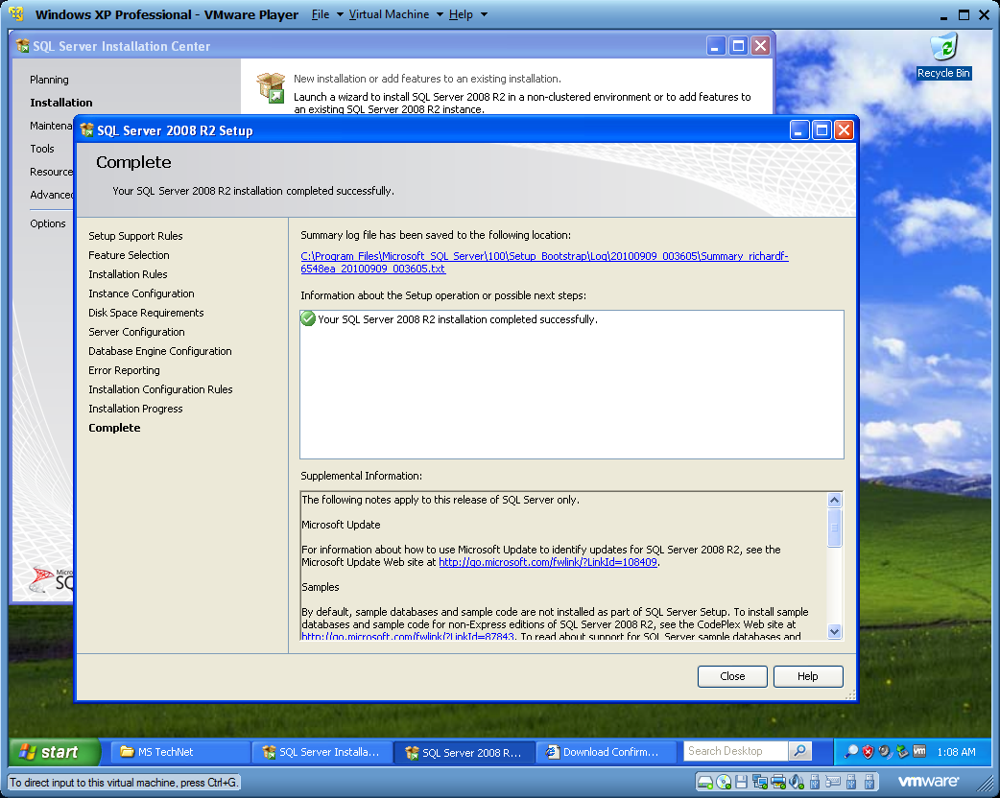 Windows XP Professional - VMware Player File Virtual Machine Help
SQL Server Installation Center
Recycle Bin
Planning
Installation
Maintena
Tools
Resource
Advanced
Options
New installation or add features to an existing installation.
Launch a wizard to install SQL Server 2008 R2 in a non-clustered environment or to add features to
an existing SQL Server 2008 R2 instance.
SQL Server 2008 R2 Setup
Complete
Your SQL Server 2008 R2 installation completed successfully.
Setup Support Rules
Feature Selection
Installation Rules
Instance Configuration
Disk Space Requirements
Server Configuration
Database Engine Configuration
Error Reporting
Installation Configuration Rules
Installation Progress
Complete
Summary log file has been saved to the following location:
C:\Program Files\Microsoft SQL Server\100\Setup Bootstrap\Log\20100909_003605\Summary_richardf-
6548ea_20100909_003605.txt
Information about the Setup operation or possible next steps:
Your SQL Server 2008 R2 installation completed successfully.
Supplemental Information:
The following notes apply to this release of SQL Server only.
Microsoft Update
For information about how to use Microsoft Update to identify updates for SQL Server 2008 R2, see the
Microsoft Update Web site at http://go.microsoft.com/fwlink/?LinkId=108409.
Samples
By default, sample databases and sample code are not installed as part of SQL Server Setup. To install sample
databases and sample code for non-Express editions of SQL Server 2008 R2, see the CodePlex Web site at
http://go.microsoft.com/fwlink/?LinkId=87843. To read about support for SQL Server sample databases and
Micros
SQ
Close Help
start MS TechNet SQL Server Installa... SQL Server 2008 R... Download Confirm... Search Desktop 1:08 AM
To direct input to this virtual machine, press Ctrl+G.
vmware